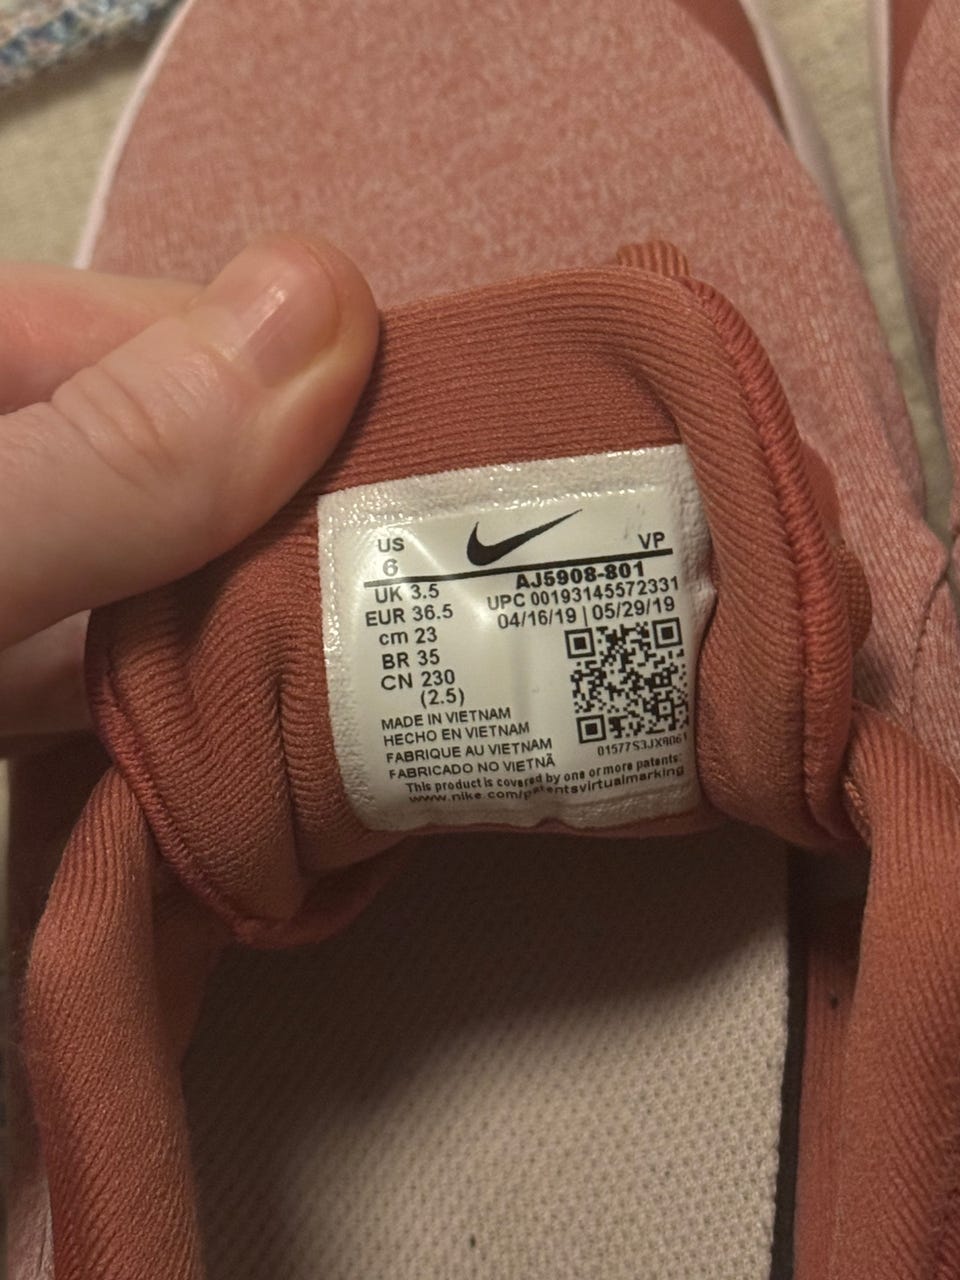 US
6
VP
AJ5908-801
UPC 00193145572331
04/16/19 | 05/29/19
UK 3.5
EUR 36.5
cm 23
BR 35
CN 230
(2.5)
01577S3JX9061
MADE IN VIETNAM
HECHO EN VIETNAM
FABRIQUE AU VIETNAM
FABRICADO NO VIETNÃ
This product is covered by one or more patents:
www.nike.com/patentsvirtualmarking